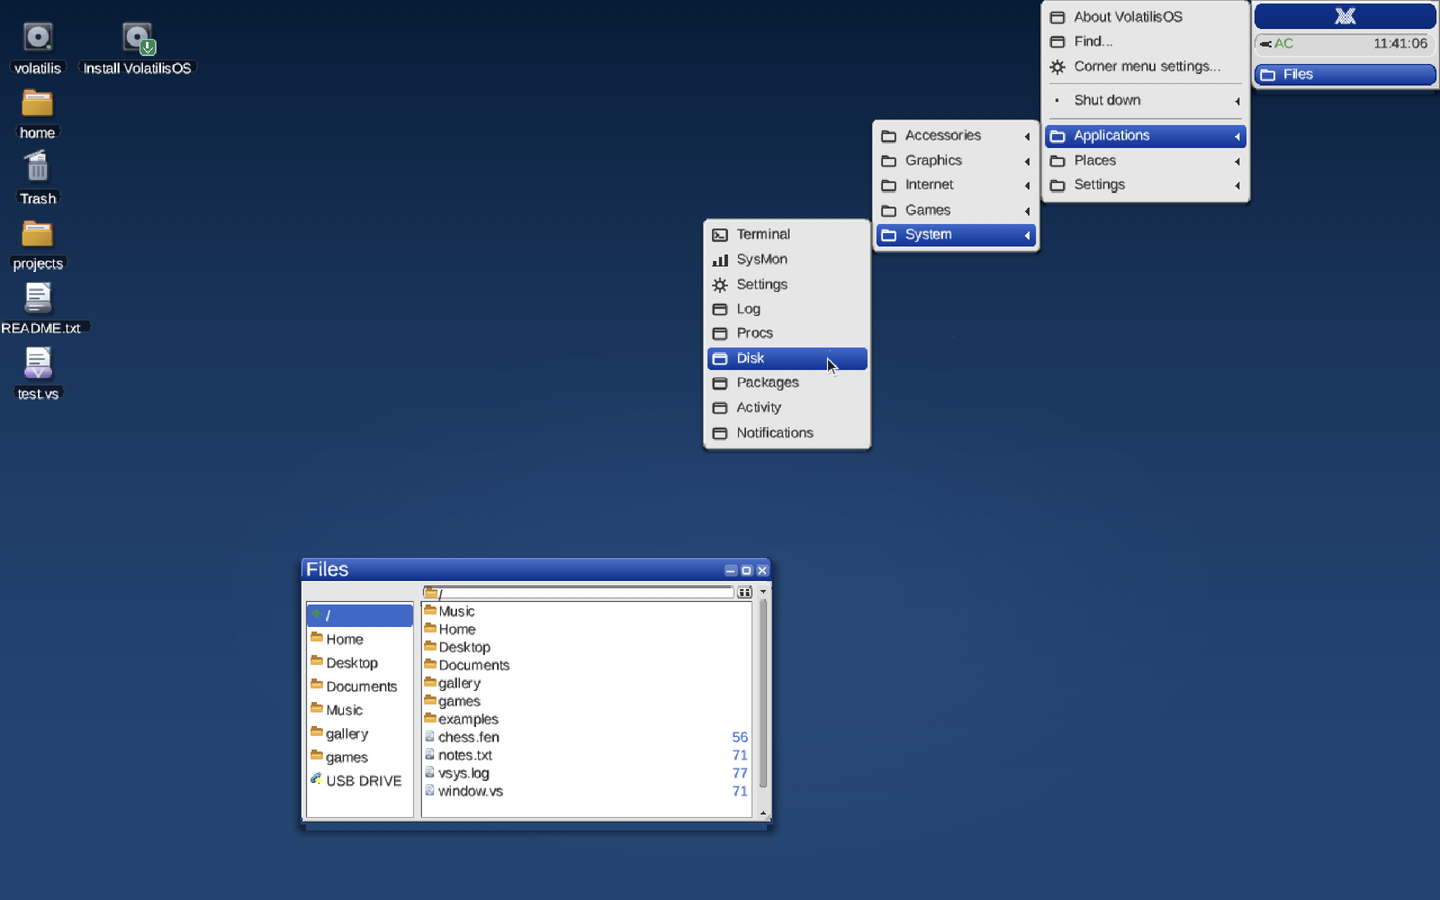 volatilis
Install VolatilisOS
home
Trash
projects
README.txt
test.vs
About VolatilisOS
Find...
Corner menu settings...
Shut down
Applications
Places
Settings
AC 11:41:06
Files
Accessories
Graphics
Internet
Games
System
Terminal
SysMon
Settings
Log
Procs
Disk
Packages
Activity
Notifications
Files
/
/
Home
Desktop
Documents
Music
gallery
games
USB DRIVE
Music
Home
Desktop
Documents
gallery
games
examples
chess.fen 56
notes.txt 71
vsys.log 77
window.vs 71